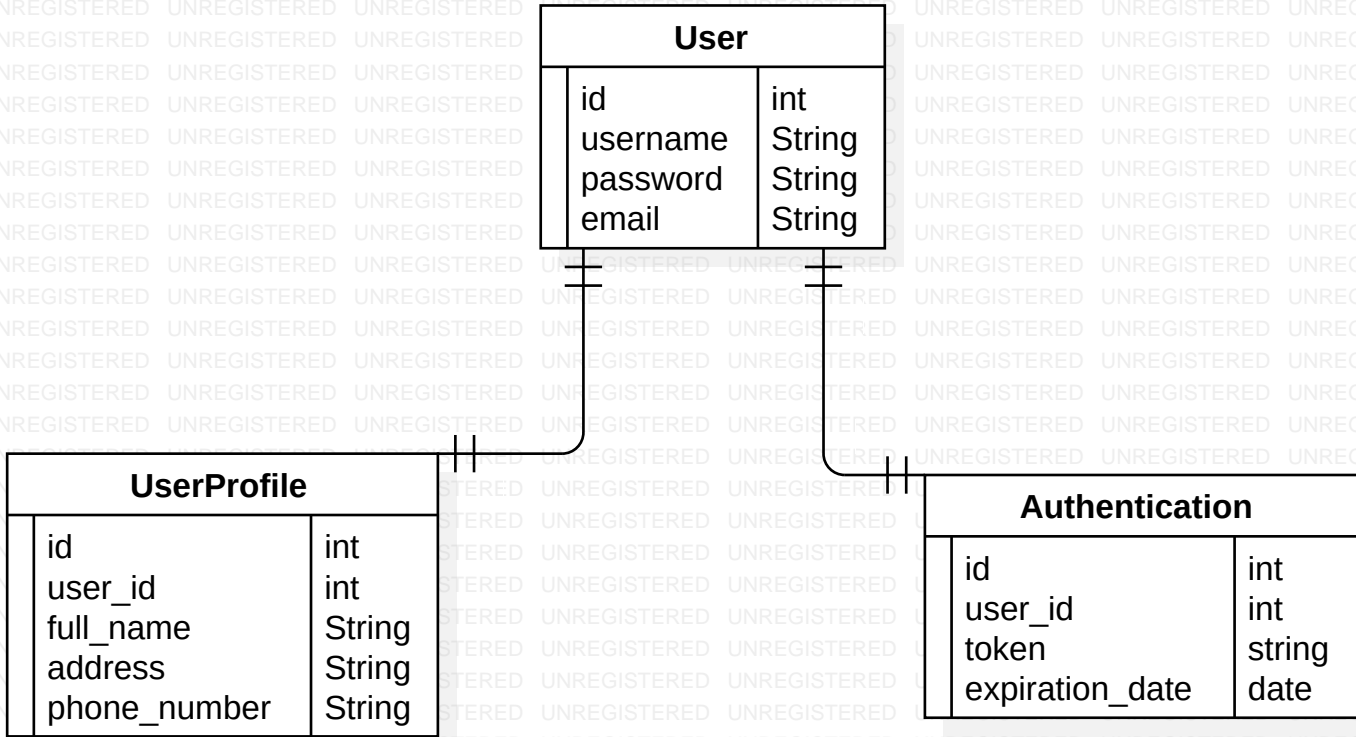 User
id int
username String
password String
email String
UserProfile
id int
user_id int
full_name String
address String
phone_number String
Authentication
id int
user_id int
token string
expiration_date date
UNREGISTERED